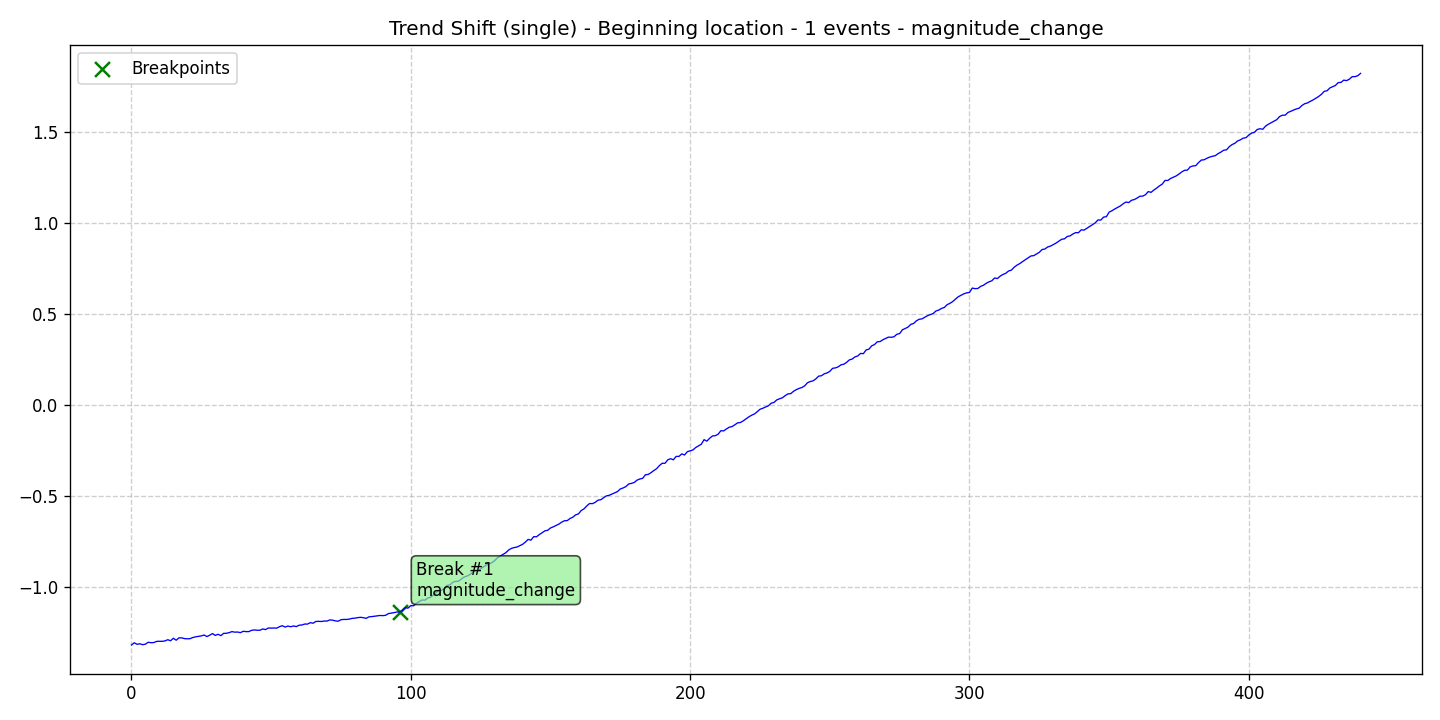 Trend Shift (single) - Beginning location - 1 events - magnitude_change
Breakpoints
1.5
1.0
0.5
0.0
−0.5
−1.0
Break #1
magnitude_change
0 100 200 300 400